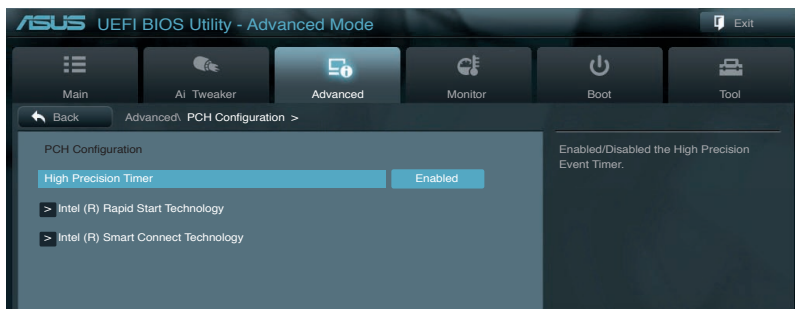 ASUS UEFI BIOS Utility - Advanced Mode
Exit
Main
Ai Tweaker
Advanced
Monitor
Boot
Tool
Back
Advanced\ PCH Configuration >
PCH Configuration
High Precision Timer
Enabled
> Intel (R) Rapid Start Technology
> Intel (R) Smart Connect Technology
Enabled/Disabled the High Precision
Event Timer.